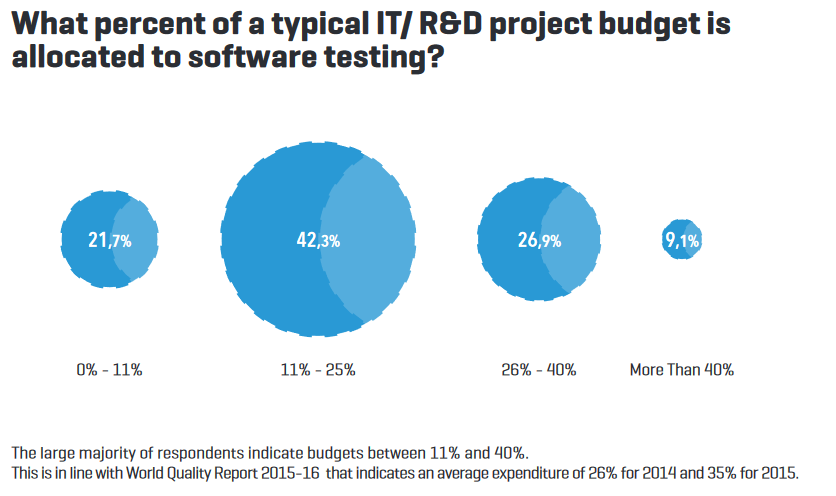 What percent of a typical IT/ R&D project budget is
allocated to software testing?
21,7%
42,3%
26,9%
9,1%
0% - 11%
11% - 25%
26% - 40%
More Than 40%
The large majority of respondents indicate budgets between 11% and 40%.
This is in line with World Quality Report 2015-16 that indicates an average expenditure of 26% for 2014 and 35% for 2015.